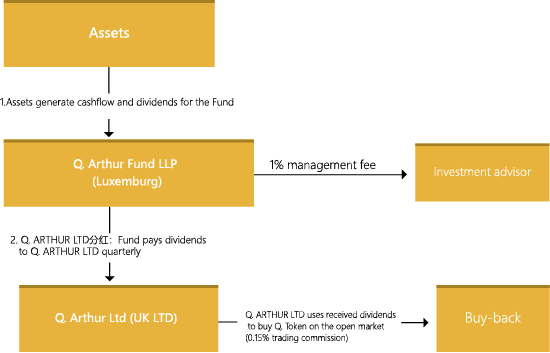 Assets
1.Assets generate cashflow and dividends for the Fund
Q. Arthur Fund LLP
(Luxemburg)
1% management fee
Investment advisor
2. Q. ARTHUR LTD分红：Fund pays dividends
to Q. ARTHUR LTD quarterly
Q. Arthur Ltd (UK LTD)
Q. ARTHUR LTD uses received dividends
to buy Q. Token on the open market
(0.15% trading commission)
Buy-back